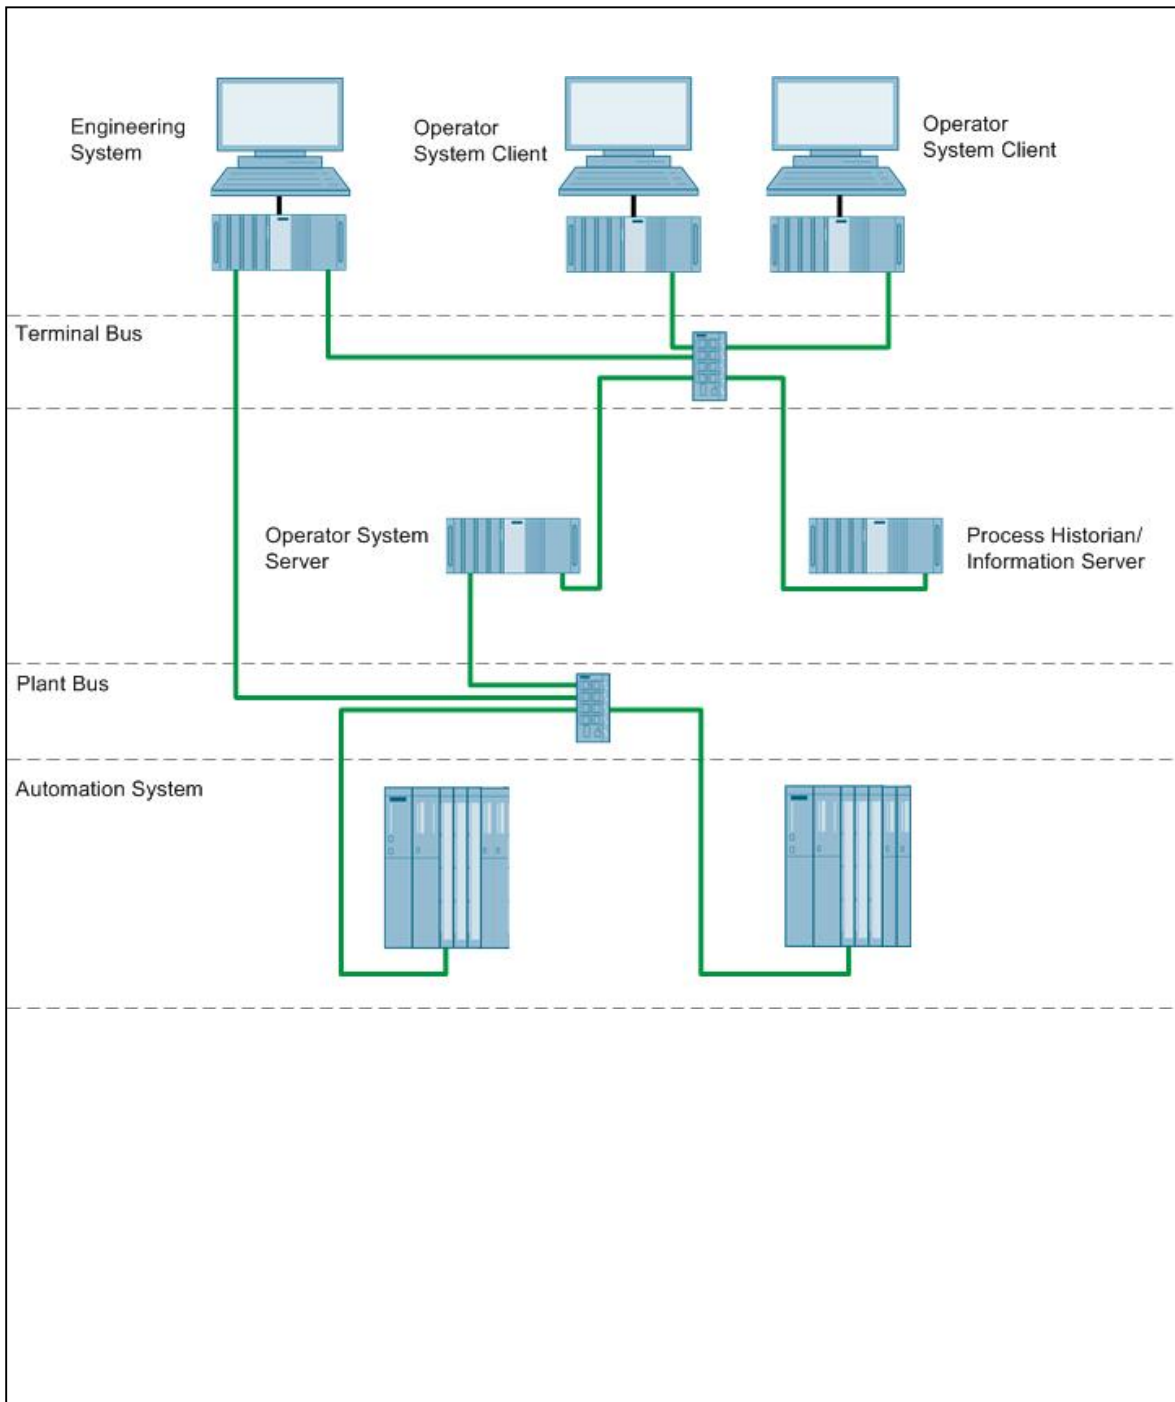 Engineering
System
Operator
System Client
Operator
System Client
Terminal Bus
Operator System
Server
Process Historian/
Information Server
Plant Bus
Automation System